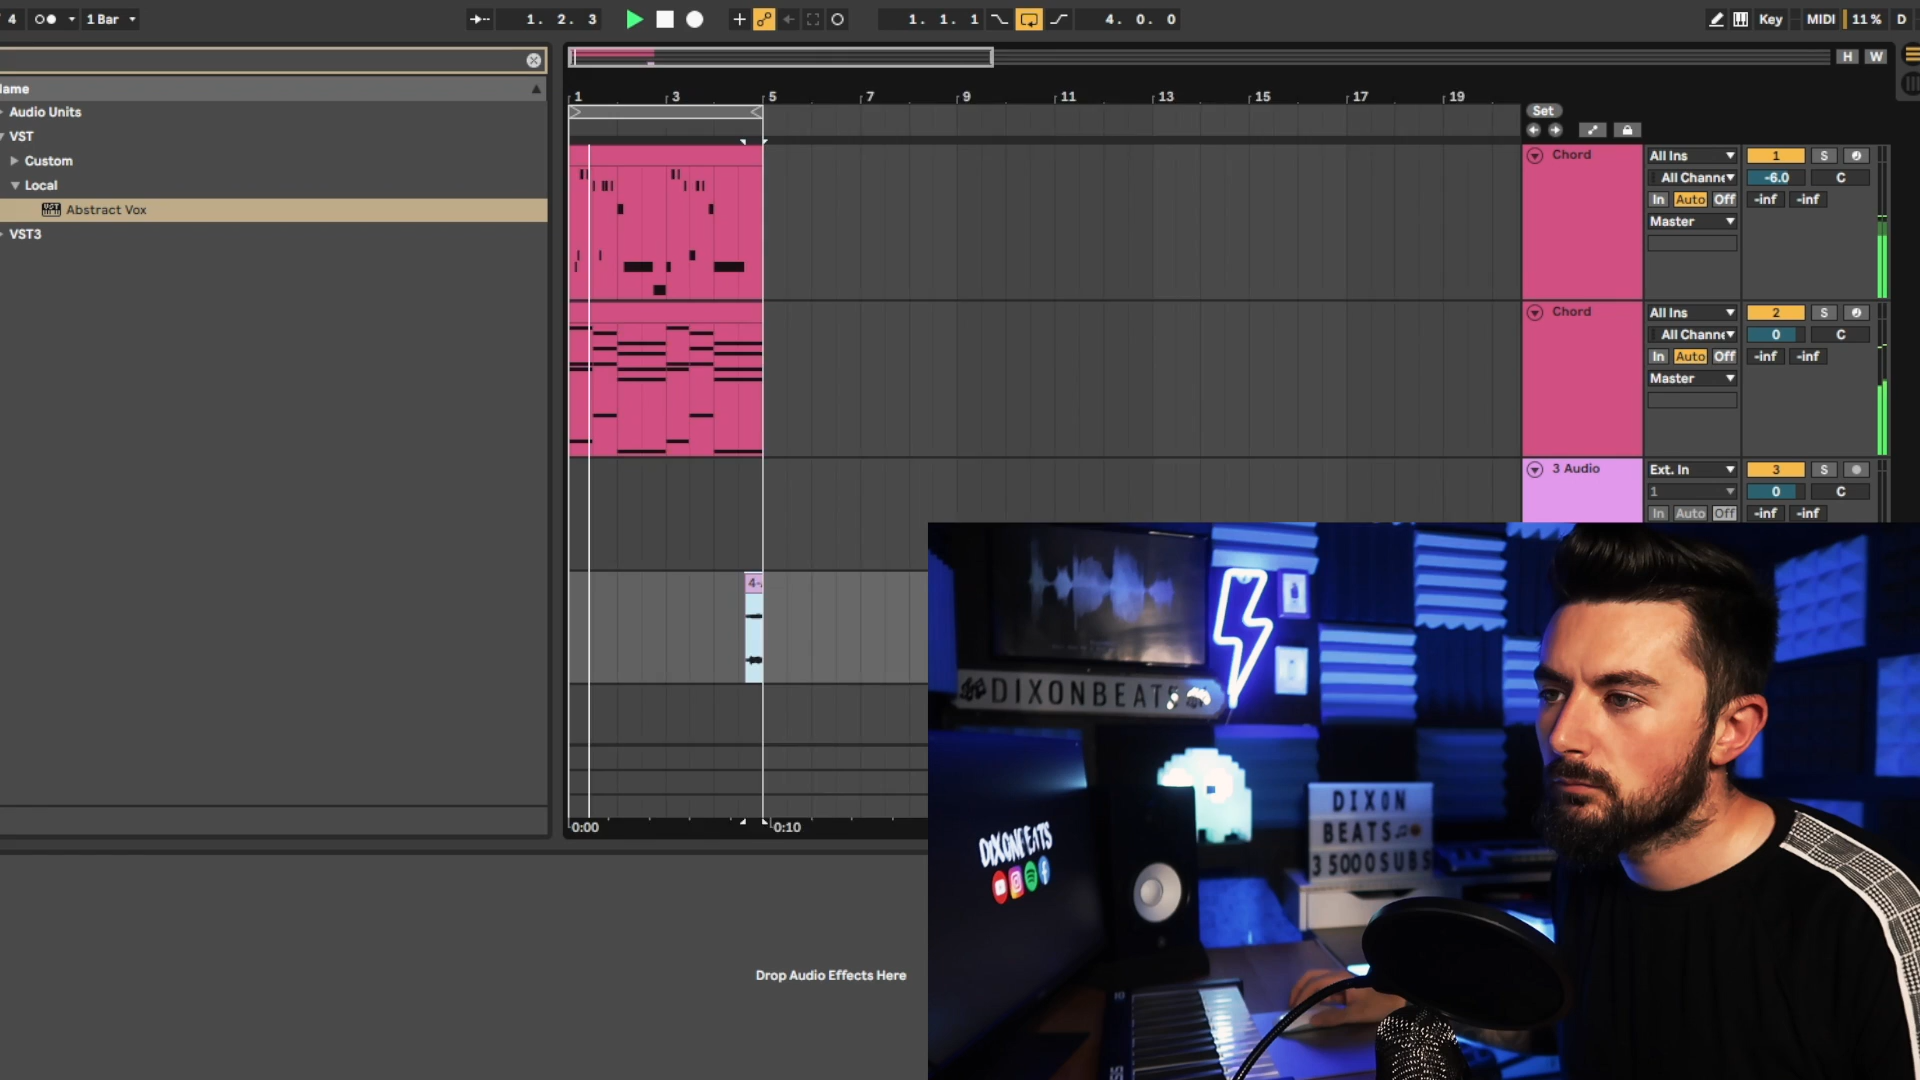 4 1 Bar 1. 2. 3 1. 1. 1 4. 0. 0 Key MIDI 11 % D
H W
Name
Audio Units
VST
Custom
Local
Abstract Vox
VST3
1 3 5 7 9 11 13 15 17 19
Set
Chord All Ins 1 S
All Channe -6.0 C
In Auto Off -inf -inf
Master
Chord All Ins 2 S
All Channe 0 C
In Auto Off -inf -inf
Master
3 Audio Ext. In 3 S
1 0 C
In Auto Off -inf -inf
4-
0:00 0:10
Drop Audio Effects Here
DIXONBEATS
DIXON
BEATS
35000SUBS
DIXONBEATS